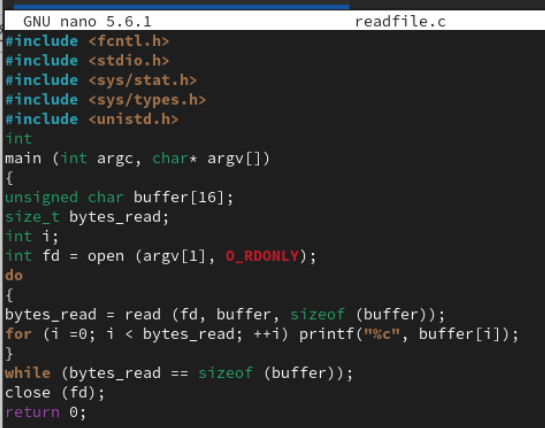 GNU nano 5.6.1 readfile.c
#include <fcntl.h>
#include <stdio.h>
#include <sys/stat.h>
#include <sys/types.h>
#include <unistd.h>
int
main (int argc, char* argv[])
{
unsigned char buffer[16];
size_t bytes_read;
int i;
int fd = open (argv[1], O_RDONLY);
do
{
bytes_read = read (fd, buffer, sizeof (buffer));
for (i =0; i < bytes_read; ++i) printf("%c", buffer[i]);
}
while (bytes_read == sizeof (buffer));
close (fd);
return 0;